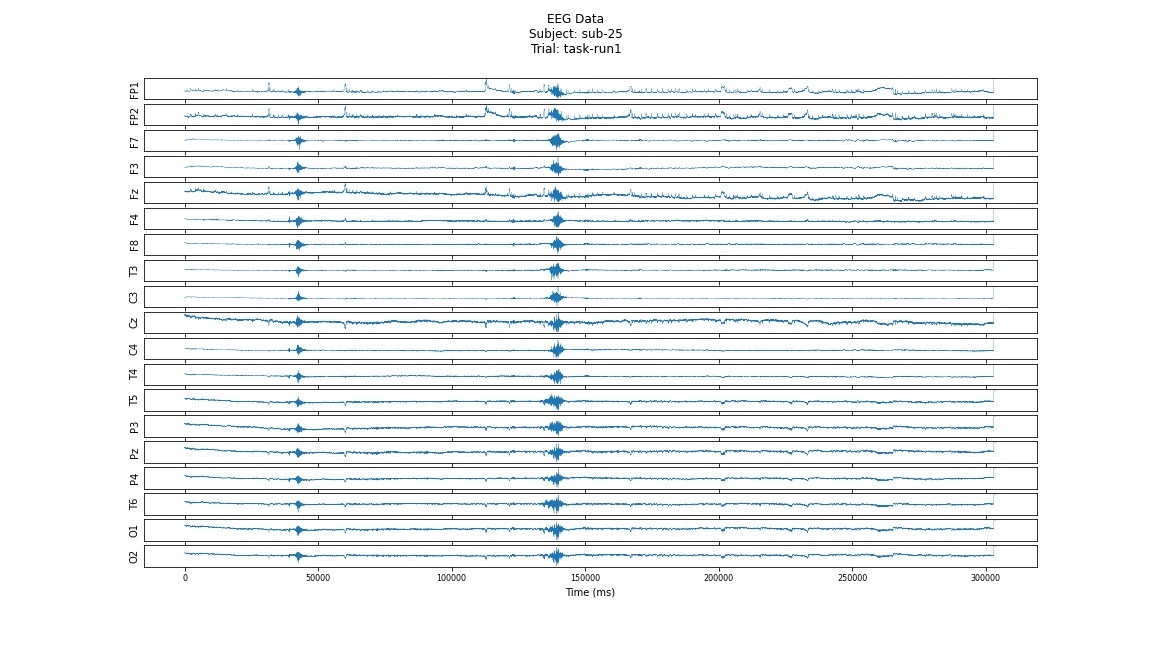 EEG Data
Subject: sub-25
Trial: task-run1
FP1
FP2
F7
F3
Fz
F4
F8
T3
C3
Cz
C4
T4
T5
P3
Pz
P4
T6
O1
O2
0 50000 100000 150000 200000 250000 300000
Time (ms)